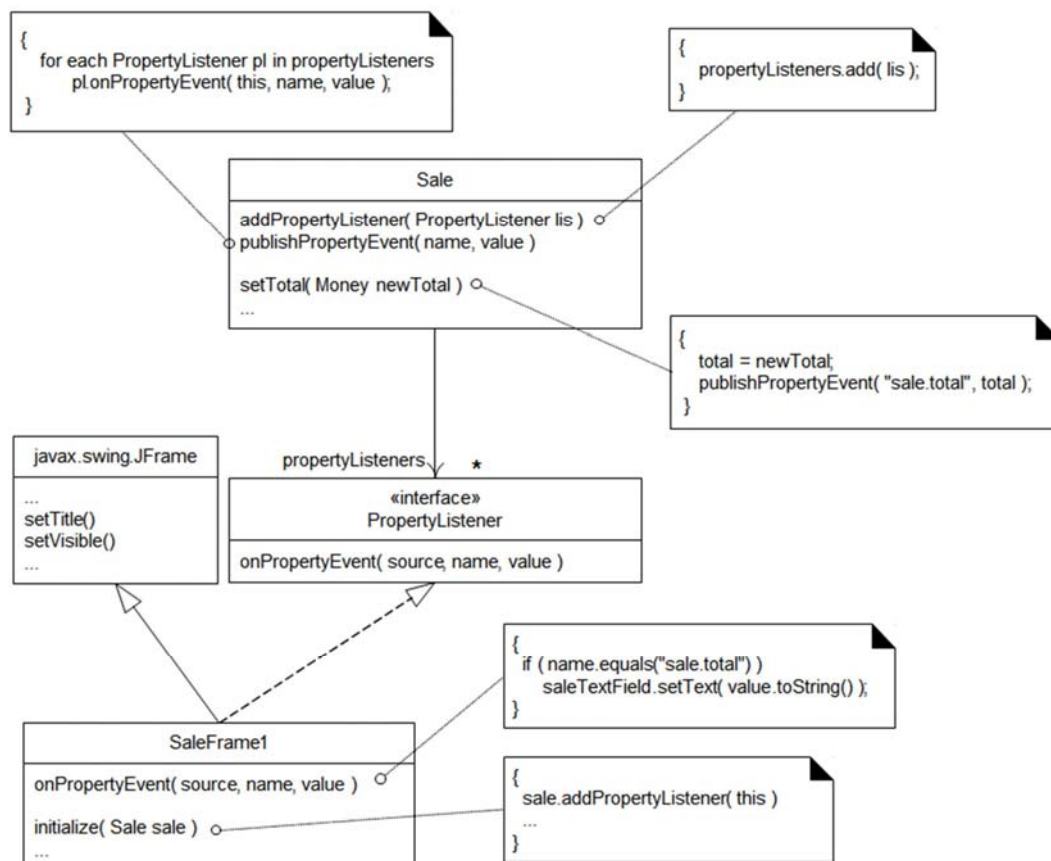 {
for each PropertyListener pl in propertyListeners
pl.onPropertyEvent( this, name, value );
}
{
propertyListeners.add( lis );
}
Sale
addPropertyListener( PropertyListener lis )
publishPropertyEvent( name, value )
setTotal( Money newTotal )
...
{
total = newTotal;
publishPropertyEvent( "sale.total", total );
}
javax.swing.JFrame
...
setTitle()
setVisible()
...
propertyListeners
*
«interface»
PropertyListener
onPropertyEvent( source, name, value )
{
if ( name.equals("sale.total") )
saleTextField.setText( value.toString() );
}
SaleFrame1
onPropertyEvent( source, name, value )
initialize( Sale sale )
...
{
sale.addPropertyListener( this )
...
}